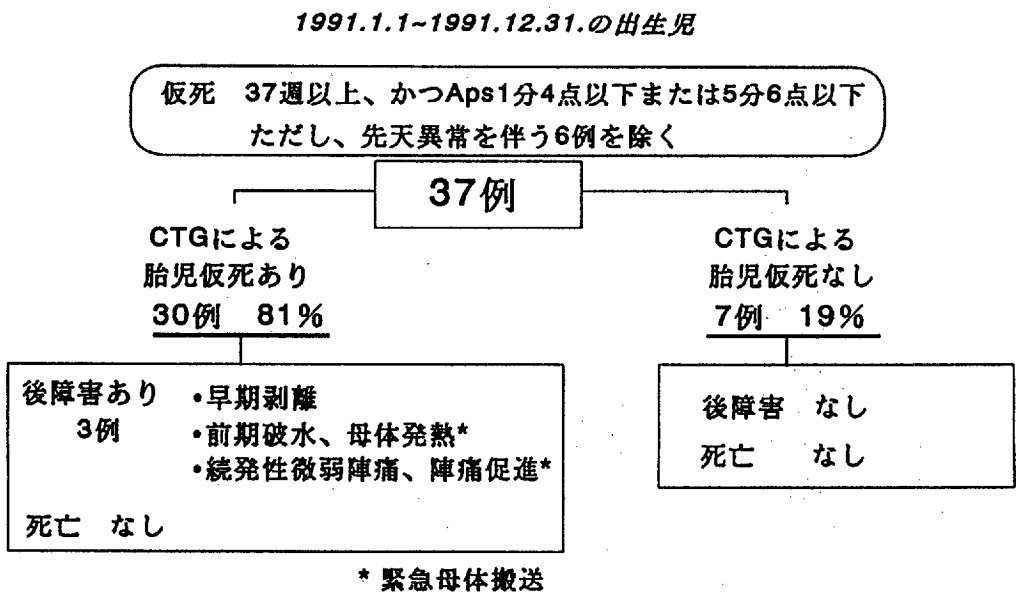 1991.1.1~1991.12.31.の出生児
仮死 37週以上、かつAps1分4点以下または5分6点以下
ただし、先天異常を伴う6例を除く
37例
CTGによる
胎児仮死あり
30例 81%
後障害あり
3例
•早期剥離
•前期破水、母体発熱*
•続発性微弱陣痛、陣痛促進*
死亡 なし
CTGによる
胎児仮死なし
7例 19%
後障害 なし
死亡 なし
* 緊急母体搬送